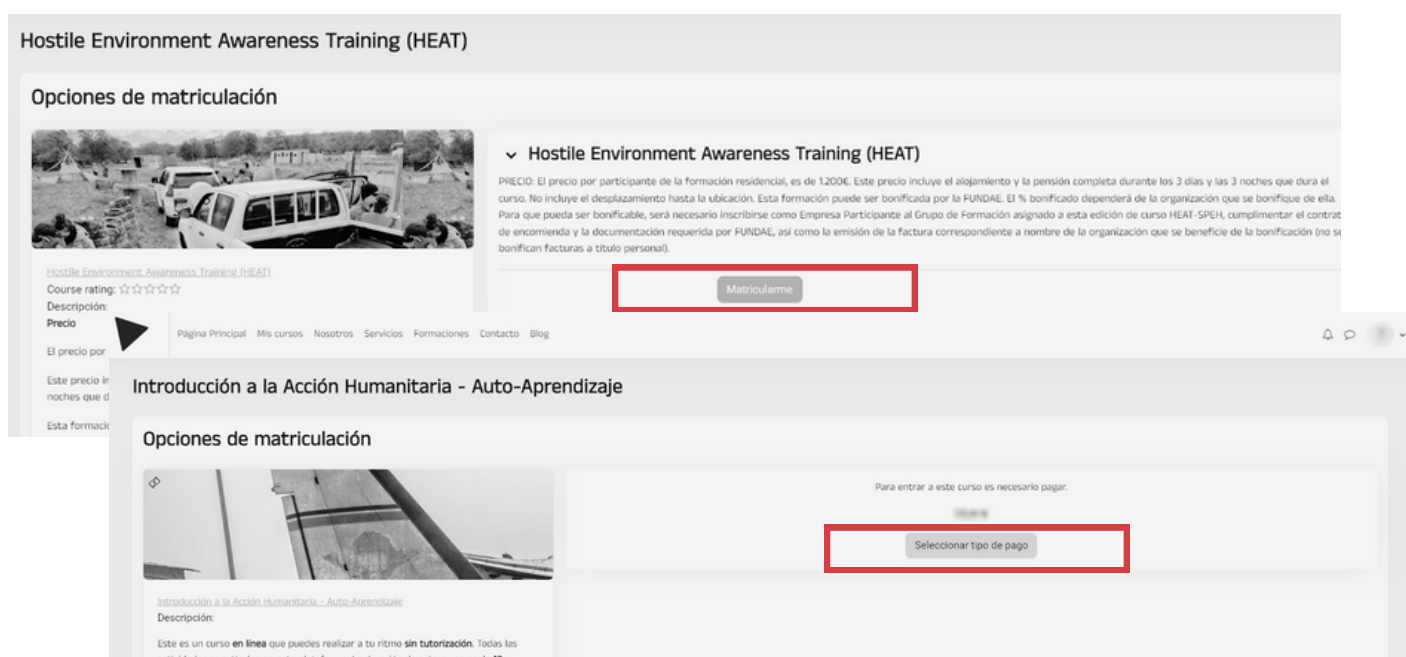 Hostile Environment Awareness Training (HEAT)
Opciones de matriculación
Hostile Environment Awareness Training (HEAT)
PRECIO: El precio por participante de la formación residencial, es de 1.200€. Este precio incluye el alojamiento y la pensión completa durante los 3 días y las 3 noches que dura el
curso. No incluye el desplazamiento hasta la ubicación. Esta formación puede ser bonificada por la FUNDAE. El % bonificado dependerá de la organización que se bonifique de ella.
Para que pueda ser bonificable, será necesario inscribirse como Empresa Participante al Grupo de Formación asignado a esta edición de curso HEAT-SPEH, cumplimentar el contrat
de encomienda y la documentación requerida por FUNDAE, así como la emisión de la factura correspondiente a nombre de la organización que se beneficie de la bonificación (no se
bonifican facturas a título personal).
Matricularme
Hostile Environment Awareness Training (HEAT)
Course rating:
Descripción:
Precio
El precio por
Este precio in
noches que d
Esta formació
Página Principal Mis cursos Nosotros Servicios Formaciones Contacto Blog
Introducción a la Acción Humanitaria - Auto-Aprendizaje
Opciones de matriculación
Para entrar a este curso es necesario pagar.
Seleccionar tipo de pago
Introducción a la Acción Humanitaria - Auto-Aprendizaje
Descripción:
Este es un curso en línea que puedes realizar a tu ritmo sin tutorización. Todas las